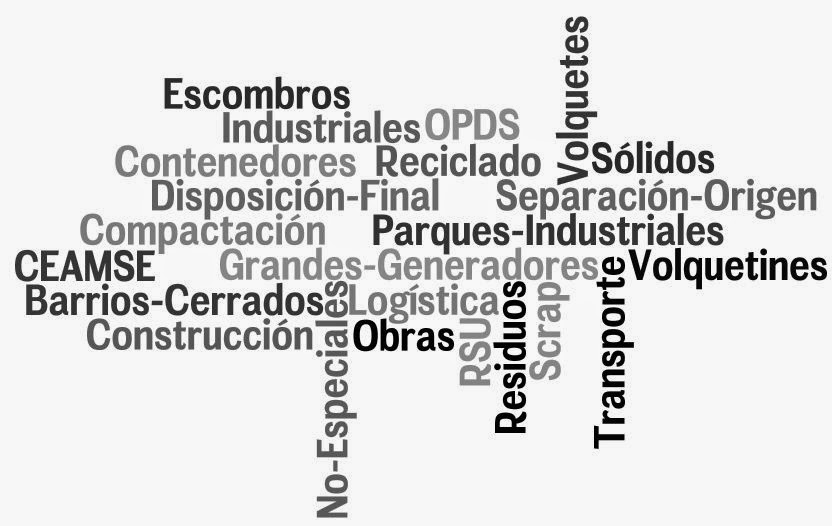 Volquetes
Escombros
Industriales OPDS
Contenedores Reciclado Sólidos
Disposición-Final Separación-Origen
Compactación Parques-Industriales
CEAMSE Grandes-Generadores Volquetines
Barrios-Cerrados Logística
Construcción Obras
No-Especiales
RSU
Residuos
Scrap
Transporte